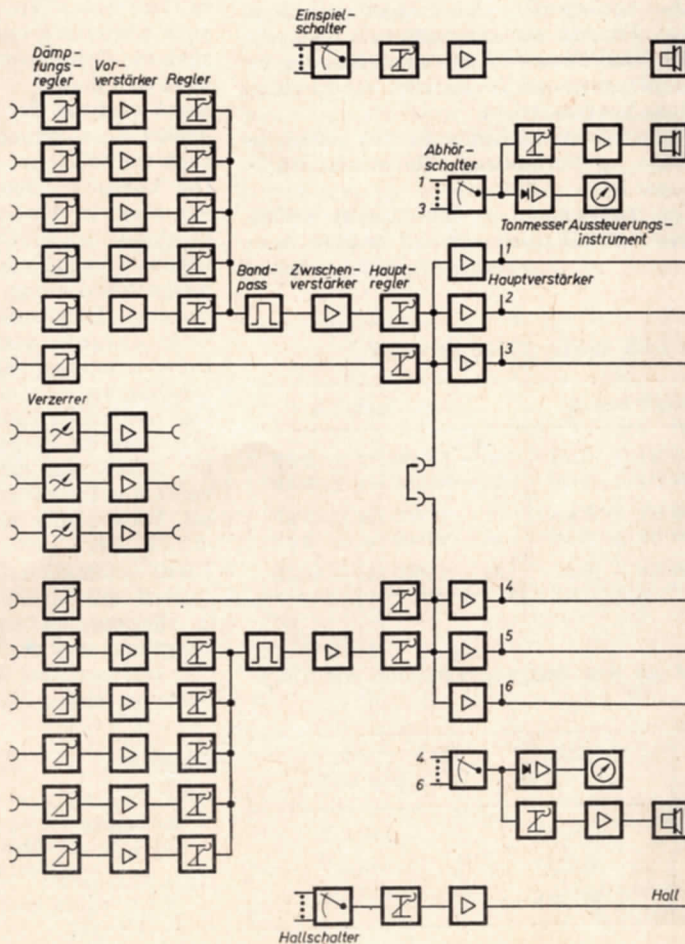 Einspiel-
schalter
Dämp-
fungs-
regler
Vor-
verstärker
Regler
Abhör-
schalter
1
3
Tonmesser
Aussteuerungs-
instrument
Band-
pass
Zwischen-
verstärker
Haupt-
regler
1
Hauptverstärker
2
3
Verzerrer
4
5
6
4
6
Hall
Hallschalter